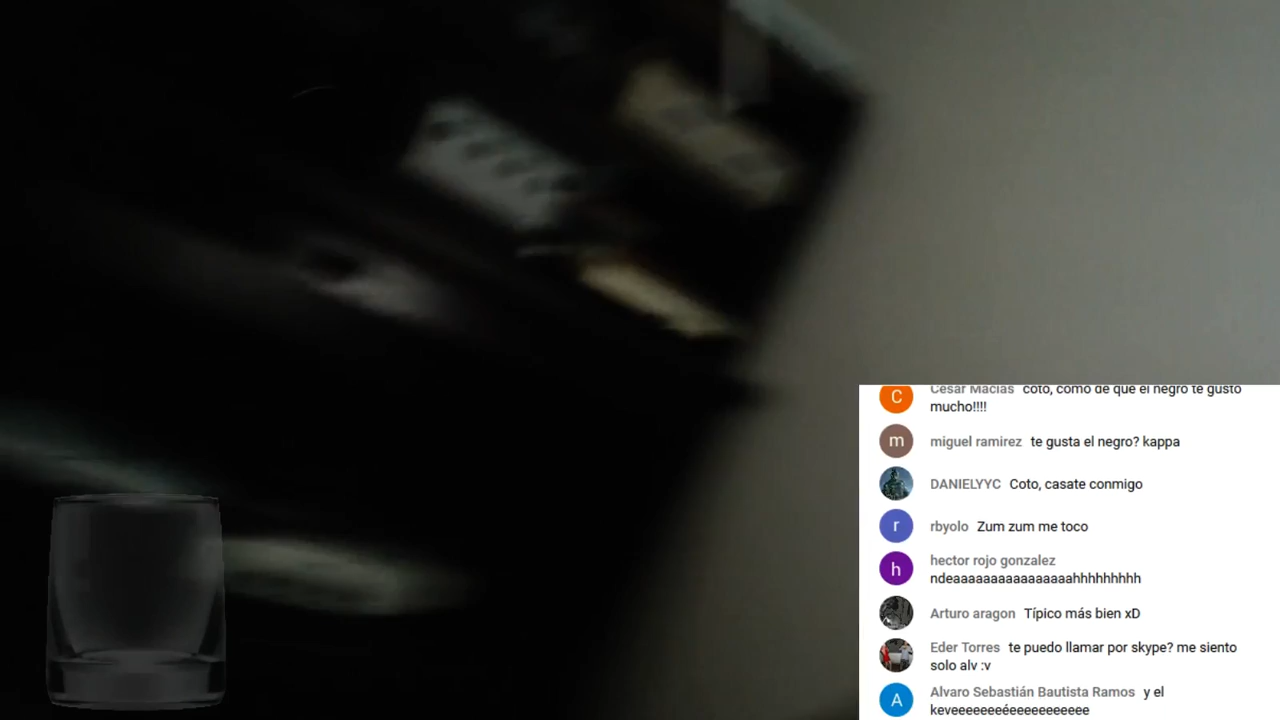 C
Cesar Macias coto, como de que el negro te gusto
mucho!!!!
m
miguel ramirez te gusta el negro? kappa
DANIELYYC Coto, casate conmigo
r
rbyolo Zum zum me toco
h
hector rojo gonzalez
ndeaaaaaaaaaaaaaaaahhhhhhhhh
Arturo aragon Típico más bien xD
Eder Torres te puedo llamar por skype? me siento
solo alv :v
A
Alvaro Sebastián Bautista Ramos y el
keveeeeeeeéeeeeeeeeeee